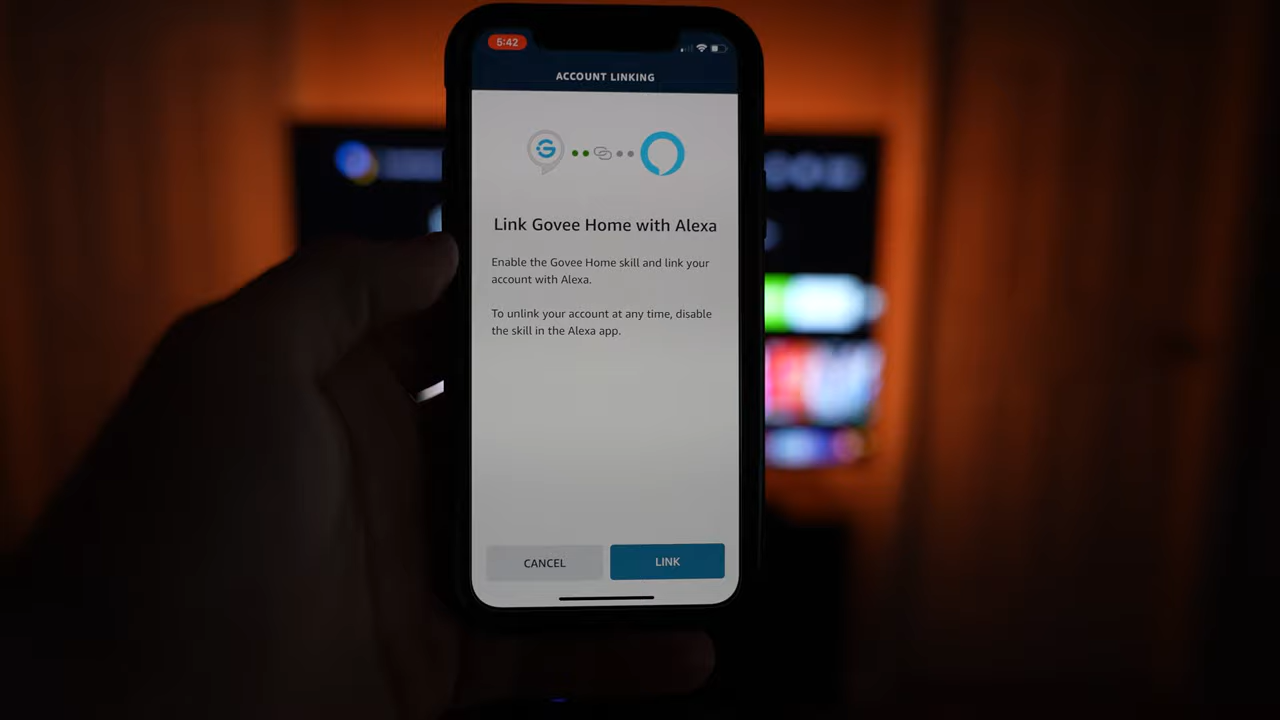 5:42
ACCOUNT LINKING
G
Link Govee Home with Alexa
Enable the Govee Home skill and link your
account with Alexa.
To unlink your account at any time, disable
the skill in the Alexa app.
CANCEL
LINK